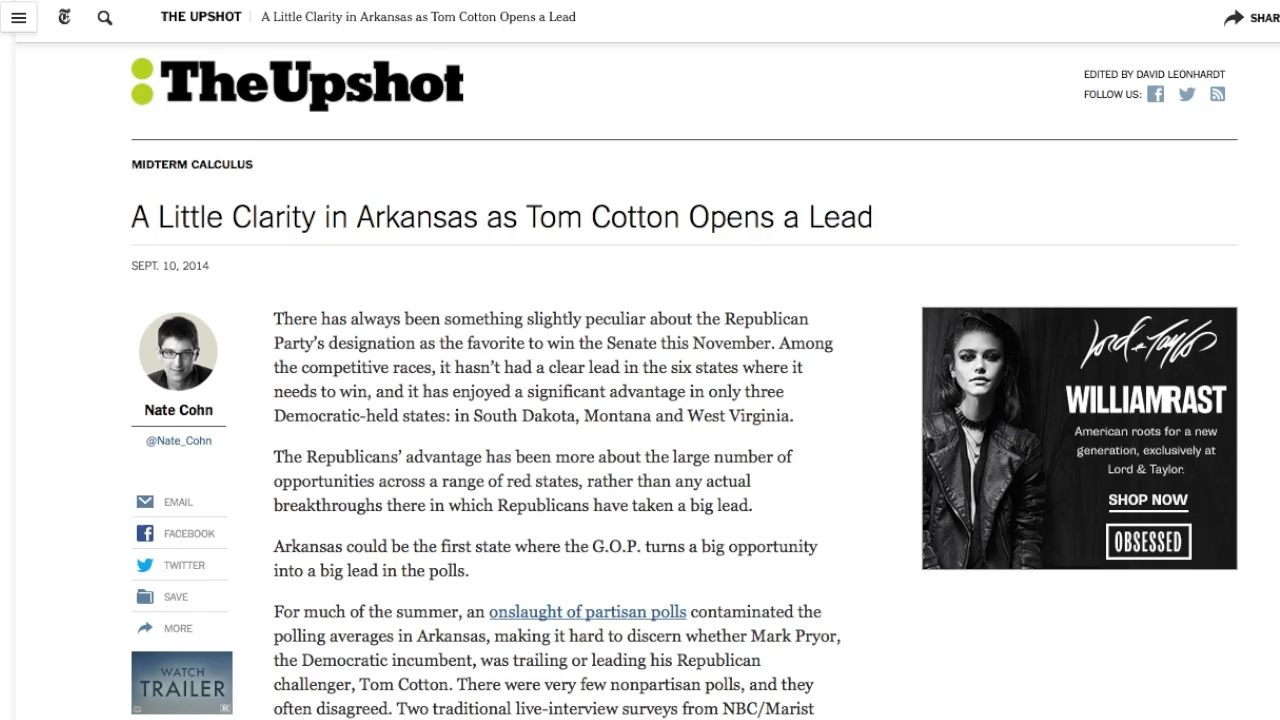 THE UPSHOT | A Little Clarity in Arkansas as Tom Cotton Opens a Lead
SHAR
TheUpshot
EDITED BY DAVID LEONHARDT
FOLLOW US:
MIDTERM CALCULUS
A Little Clarity in Arkansas as Tom Cotton Opens a Lead
SEPT. 10, 2014
Nate Cohn
@Nate_Cohn
EMAIL
FACEBOOK
TWITTER
SAVE
MORE
WATCH
TRAILER
There has always been something slightly peculiar about the Republican
Party's designation as the favorite to win the Senate this November. Among
the competitive races, it hasn't had a clear lead in the six states where it
needs to win, and it has enjoyed a significant advantage in only three
Democratic-held states: in South Dakota, Montana and West Virginia.
The Republicans' advantage has been more about the large number of
opportunities across a range of red states, rather than any actual
breakthroughs there in which Republicans have taken a big lead.
Arkansas could be the first state where the G.O.P. turns a big opportunity
into a big lead in the polls.
For much of the summer, an onslaught of partisan polls contaminated the
polling averages in Arkansas, making it hard to discern whether Mark Pryor,
the Democratic incumbent, was trailing or leading his Republican
challenger, Tom Cotton. There were very few nonpartisan polls, and they
often disagreed. Two traditional live-interview surveys from NBC/Marist
Lord & Taylor
WILLIAMRAST
American roots for a new
generation, exclusively at
Lord & Taylor.
SHOP NOW
OBSESSED